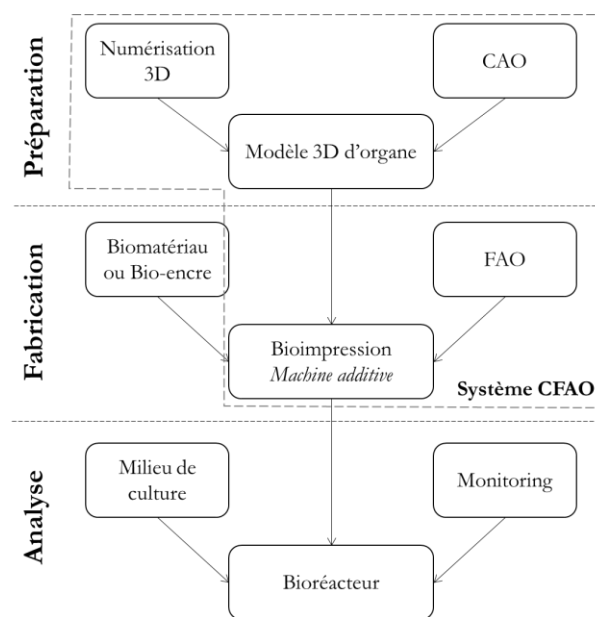 Préparation
Numérisation
3D
CAO
Modèle 3D d'organe
Fabrication
Biomatériau
ou Bio-encre
FAO
Bioimpression
Machine additive
Système CFAO
Analyse
Milieu de
culture
Monitoring
Bioréacteur